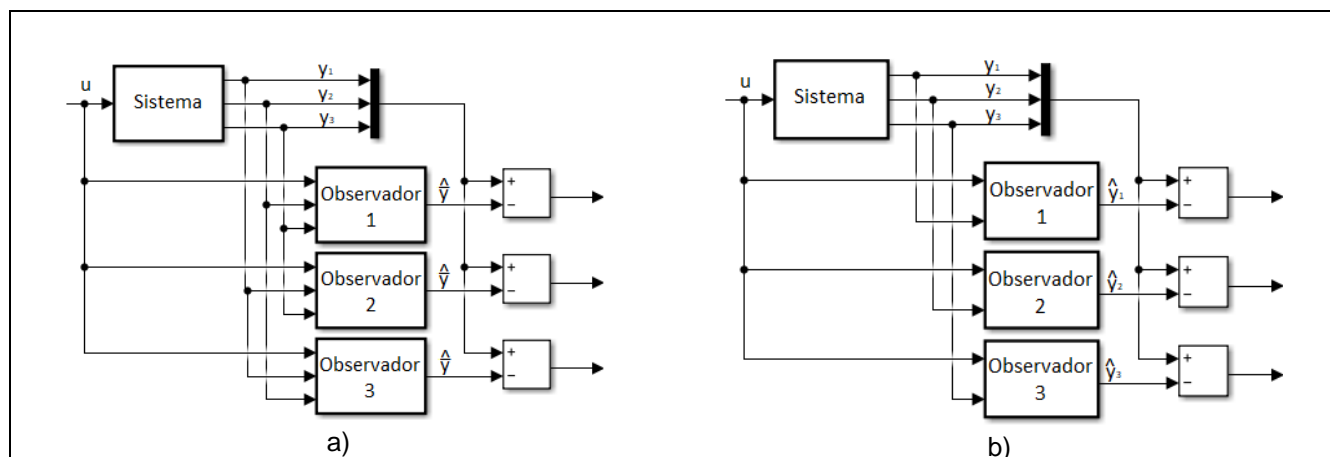 u
Sistema
y₁
y₂
y₃
Observador
1
ŷ
Observador
2
ŷ
Observador
3
ŷ
+
−
+
−
+
−
a)
u
Sistema
y₁
y₂
y₃
Observador
1
ŷ₁
Observador
2
ŷ₂
Observador
3
ŷ₃
+
−
+
−
+
−
b)